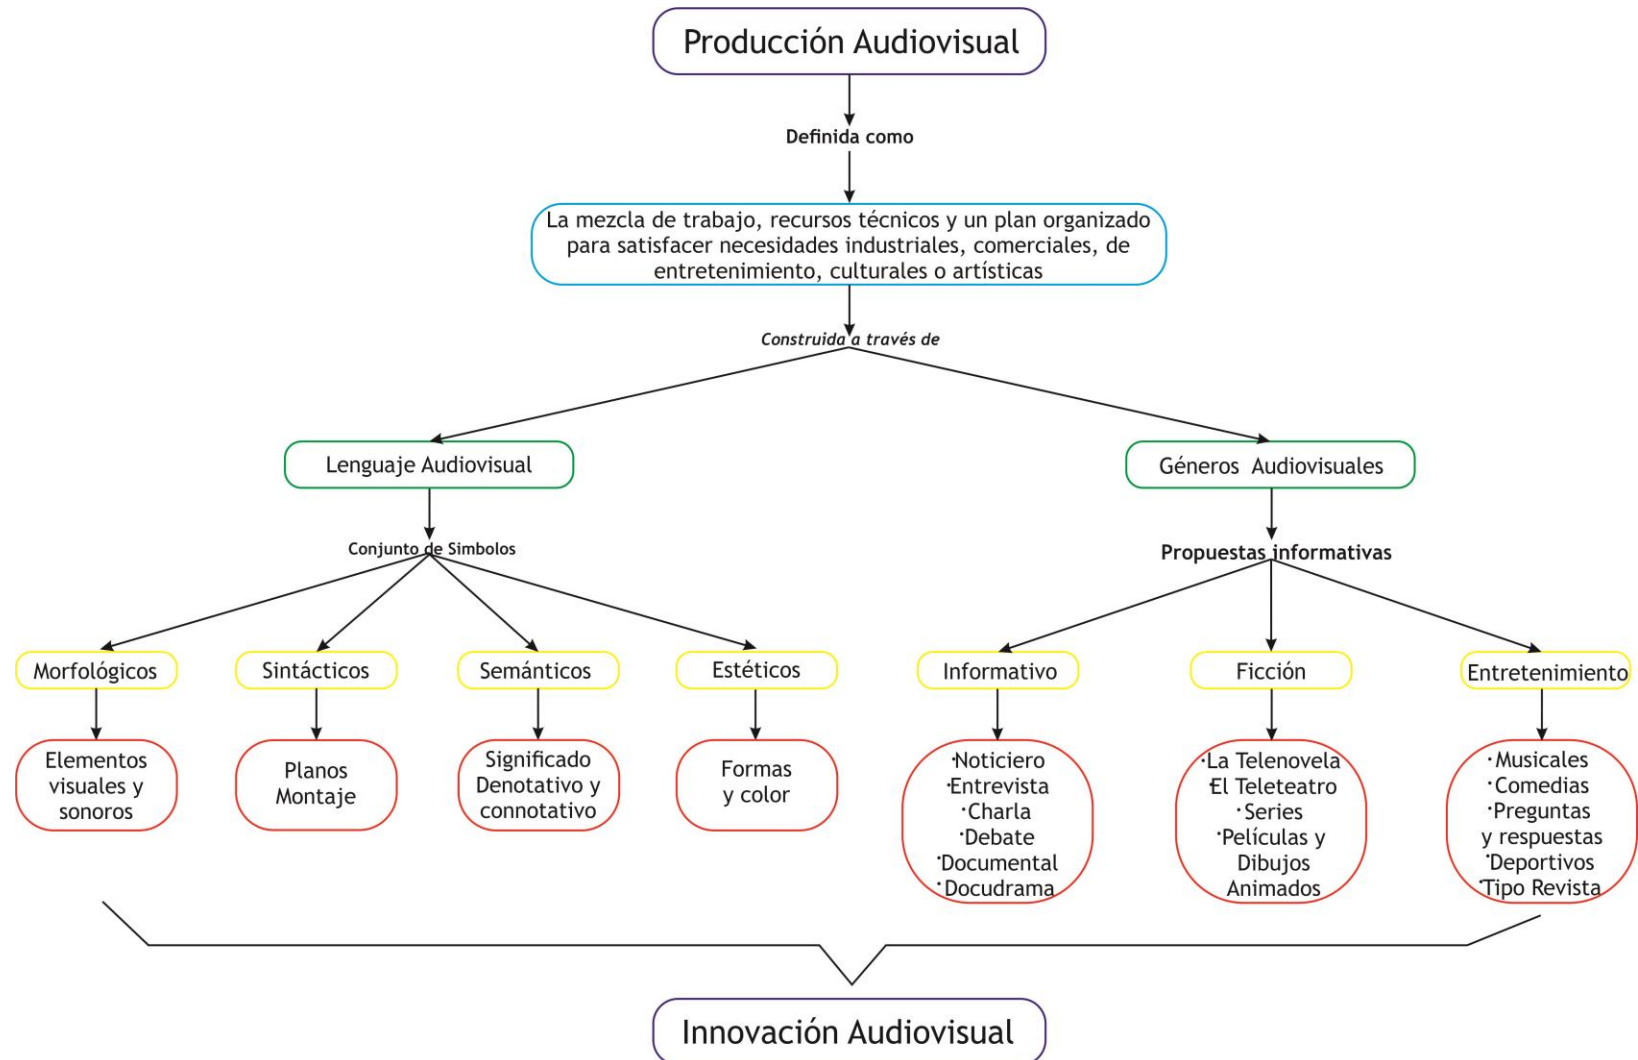 Producción Audiovisual
Definida como
La mezcla de trabajo, recursos técnicos y un plan organizado
para satisfacer necesidades industriales, comerciales, de
entretenimiento, culturales o artísticas
Construida a través de
Lenguaje Audiovisual
Géneros Audiovisuales
Conjunto de Simbolos
Propuestas informativas
Morfológicos
Sintácticos
Semánticos
Estéticos
Informativo
Ficción
Entretenimiento
Elementos
visuales y
sonoros
Planos
Montaje
Significado
Denotativo y
connotativo
Formas
y color
·Noticiero
·Entrevista
·Charla
·Debate
·Documental
·Docudrama
·La Telenovela
·El Teleteatro
·Series
·Películas y
Dibujos
Animados
·Musicales
·Comedias
·Preguntas
y respuestas
·Deportivos
·Tipo Revista
Innovación Audiovisual